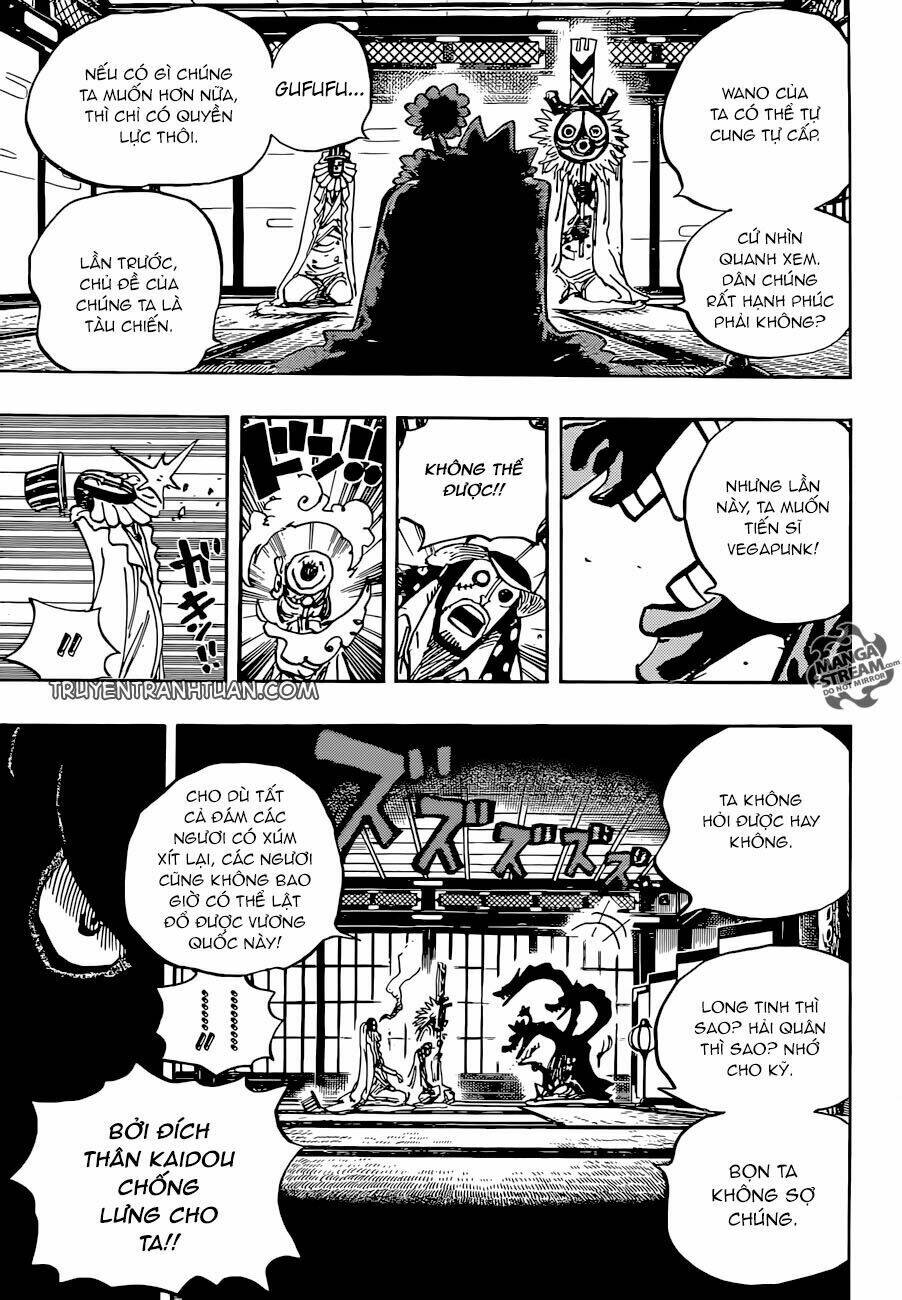 WANO CỦA
TA CÓ THỂ TỰ
CUNG TỰ CẤP.
CỨ NHÌN
QUANH XEM.
DÂN CHÚNG
RẤT HẠNH PHÚC
PHẢI KHÔNG?
GUFUFU...
NẾU CÓ GÌ CHÚNG
TA MUỐN HƠN NỮA,
THÌ CHỈ CÓ QUYỀN
LỰC THÔI.
LẦN TRƯỚC,
CHỦ ĐỀ CỦA
CHÚNG TA LÀ
TÀU CHIẾN.
NHƯNG LẦN
NÀY, TA MUỐN
TIẾN SĨ
VEGAPUNK!
KHÔNG THỂ
ĐƯỢC!!
ドンッ!!
ガキン!!
!!
MANGA
STREAM.com
DO NOT MIRROR
TRUYENTRANHTUAN.COM
TA KHÔNG
HỎI ĐƯỢC HAY
KHÔNG.
ズズズズズ
LONG TINH THÌ
SAO? HẢI QUÂN
THÌ SAO? NHỚ
CHO KỸ.
BỌN TA
KHÔNG SỢ
CHÚNG.
CHO DÙ TẤT
CẢ ĐÁM CÁC
NGƯƠI CÓ XÚM
XÍT LẠI, CÁC NGƯƠI
CŨNG KHÔNG BAO
GIỜ CÓ THỂ LẬT
ĐỔ ĐƯỢC VƯƠNG
QUỐC NÀY!
.......!!
BỞI ĐÍCH
THÂN KAIDOU
CHỐNG
LƯNG CHO
TA!!